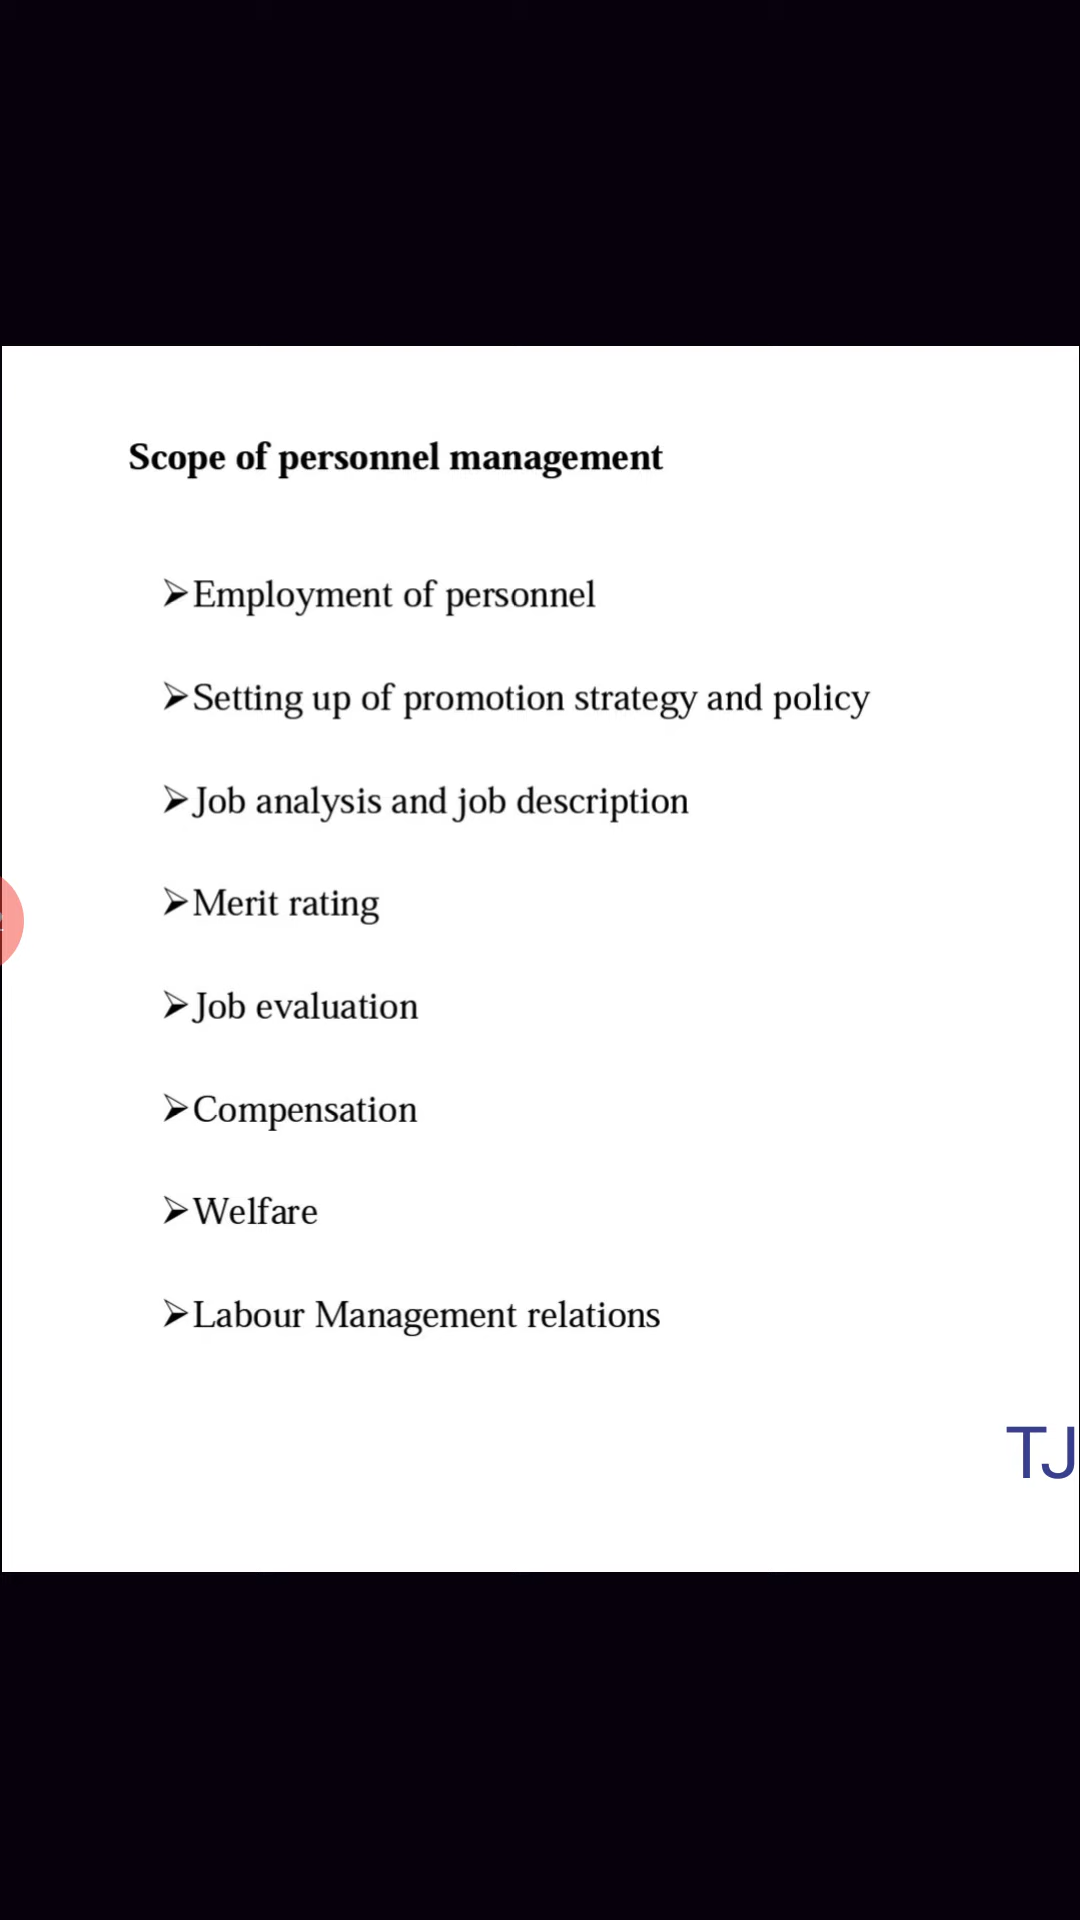 Scope of personnel management
➢Employment of personnel
➢Setting up of promotion strategy and policy
➢Job analysis and job description
➢Merit rating
➢Job evaluation
➢Compensation
➢Welfare
➢Labour Management relations
TJ